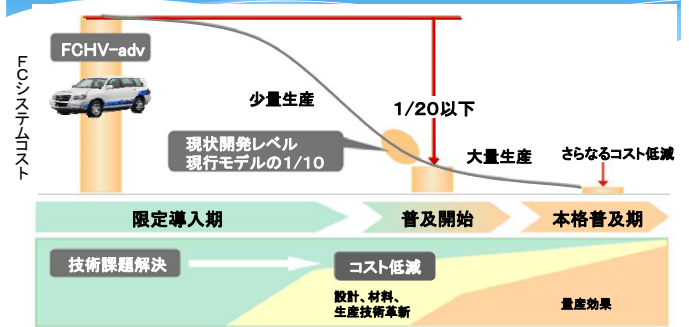 FCシステムコスト
FCHV-adv
少量生産
1/20以下
現状開発レベル
現行モデルの1/10
大量生産
さらなるコスト低減
限定導入期
普及開始
本格普及期
技術課題解決
コスト低減
設計、材料、
生産技術革新
量産効果